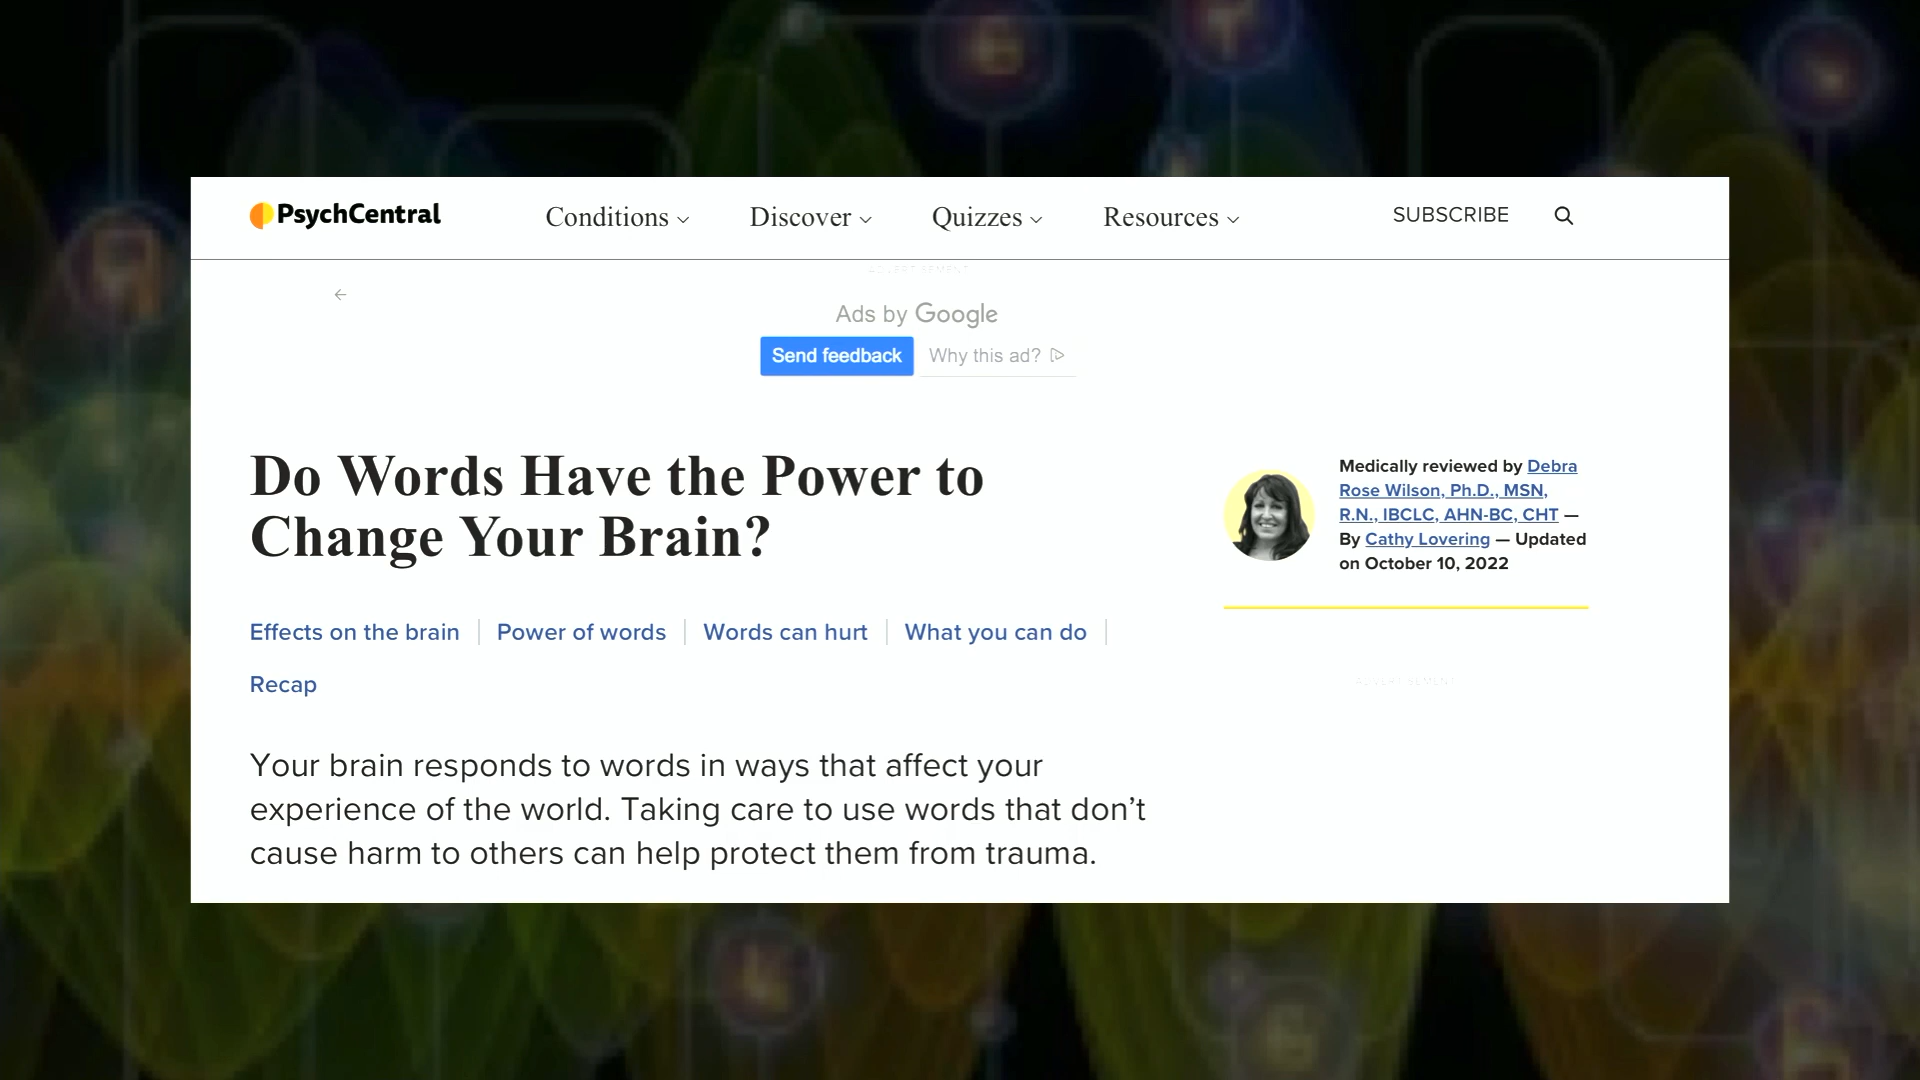 PsychCentral
Conditions
Discover
Quizzes
Resources
SUBSCRIBE
ADVERTISEMENT
Ads by Google
Send feedback
Why this ad?
Do Words Have the Power to
Change Your Brain?
Medically reviewed by Debra
Rose Wilson, Ph.D., MSN,
R.N., IBCLC, AHN-BC, CHT —
By Cathy Lovering — Updated
on October 10, 2022
Effects on the brain
Power of words
Words can hurt
What you can do
Recap
ADVERTISEMENT
Your brain responds to words in ways that affect your
experience of the world. Taking care to use words that don’t
cause harm to others can help protect them from trauma.